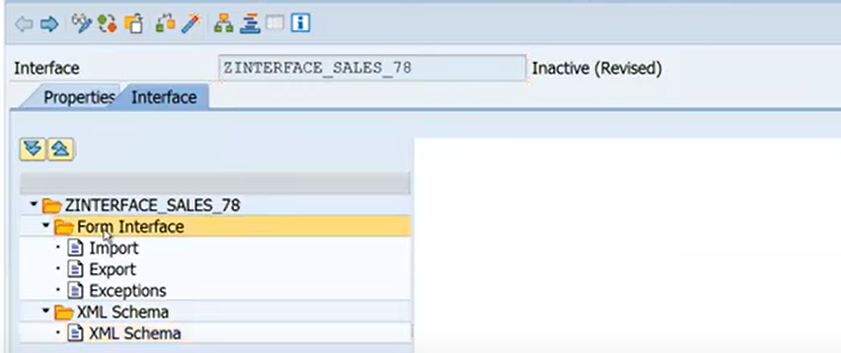 Interface ZINTERFACE_SALES_78 Inactive (Revised)
Properties Interface
ZINTERFACE_SALES_78
Form Interface
Import
Export
Exceptions
XML Schema
XML Schema